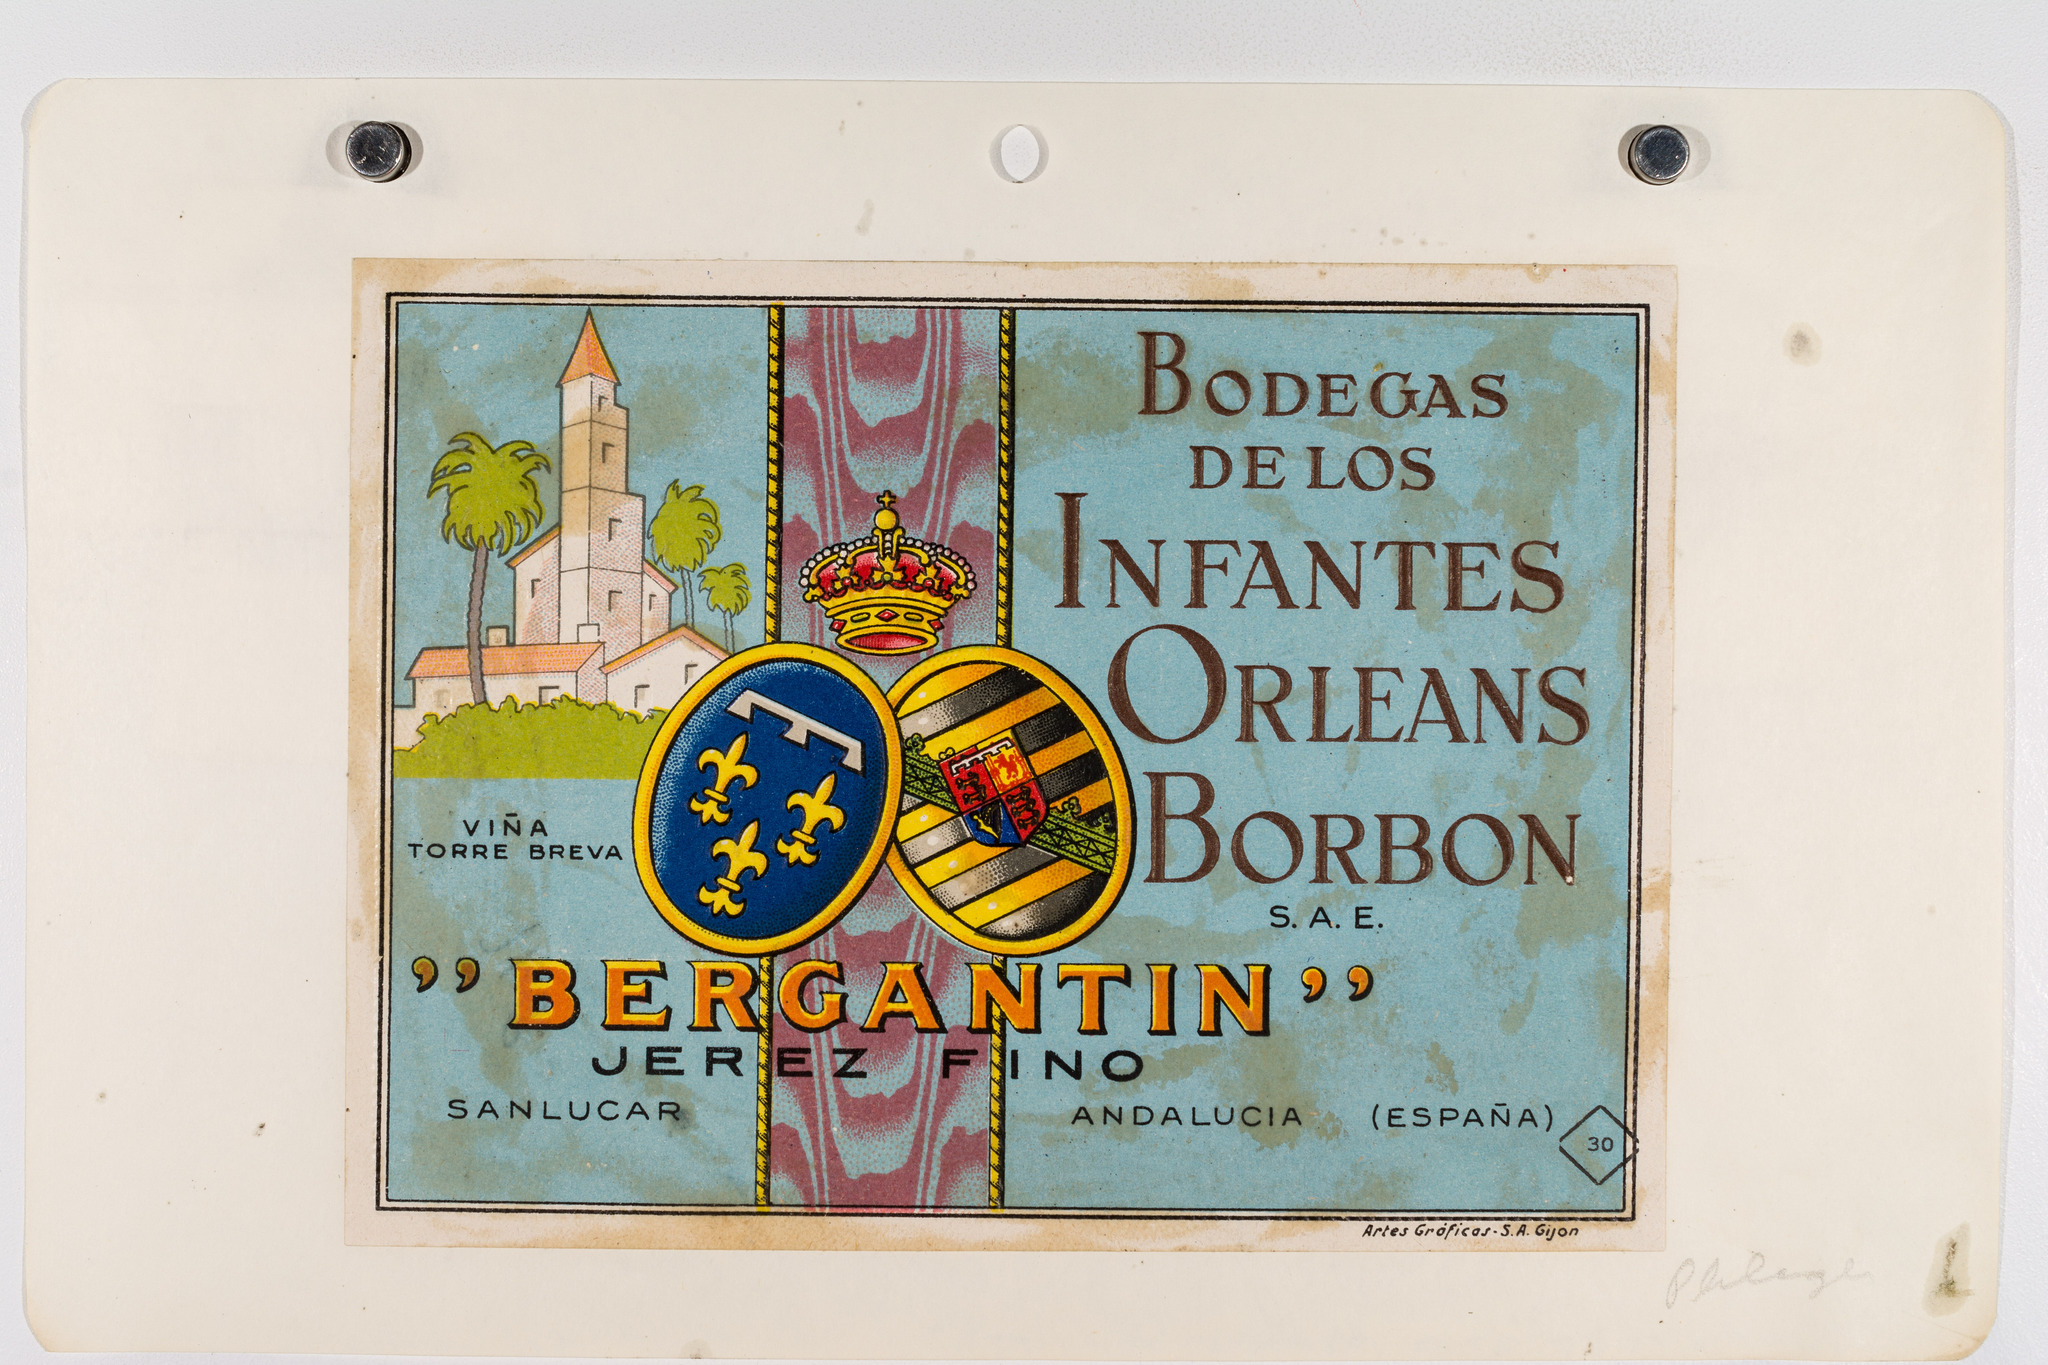 BODEGAS
DE LOS
INFANTES
ORLEANS
BORBON
S. A. E.
VIÑA
TORRE BREVA
”BERGANTIN”
JEREZ FINO
SANLUCAR ANDALUCIA (ESPAÑA)
30
Artes Gráficas - S. A. Gijon
1